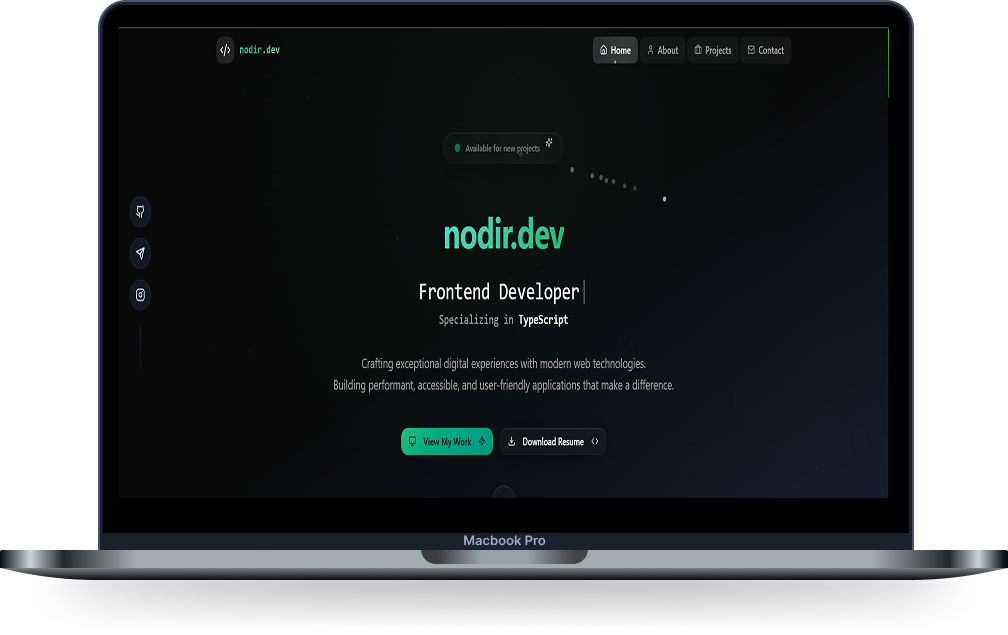 nodir.dev
Home About Projects Contact
Available for new projects
nodir.dev
Frontend Developer
Specializing in TypeScript
Crafting exceptional digital experiences with modern web technologies.
Building performant, accessible, and user-friendly applications that make a difference.
View My Work
Download Resume
Macbook Pro